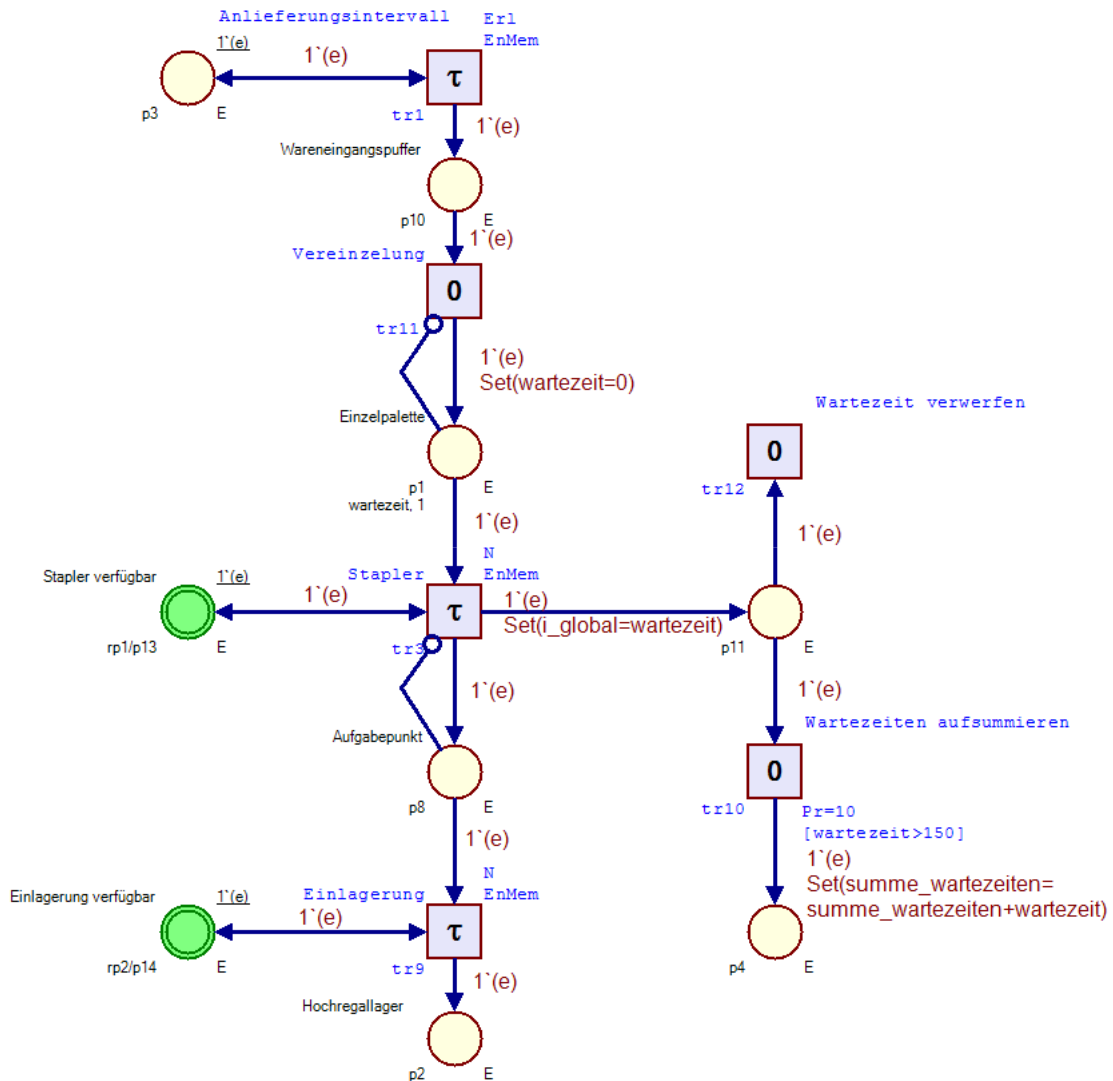 Anlieferungsintervall
Erl
EnMem
1`(e)
1`(e)
τ
p3
E
tr1
1`(e)
Wareneingangspuffer
p10
E
1`(e)
Vereinzelung
0
tr11
1`(e)
Set(wartezeit=0)
Einzelpalette
p1
E
wartezeit, 1
1`(e)
Wartezeit verwerfen
0
tr12
1`(e)
N
EnMem
Stapler verfügbar
1`(e)
Stapler
1`(e)
τ
1`(e)
Set(i_global=wartezeit)
rp1/p13
E
tr3
p11
E
1`(e)
1`(e)
Aufgabepunkt
p8
E
Wartezeiten aufsummieren
0
tr10
Pr=10
[wartezeit>150]
1`(e)
Set(summe_wartezeiten=
summe_wartezeiten+wartezeit)
p4
E
1`(e)
N
EnMem
Einlagerung verfügbar
1`(e)
Einlagerung
1`(e)
τ
rp2/p14
E
tr9
1`(e)
Hochregallager
p2
E